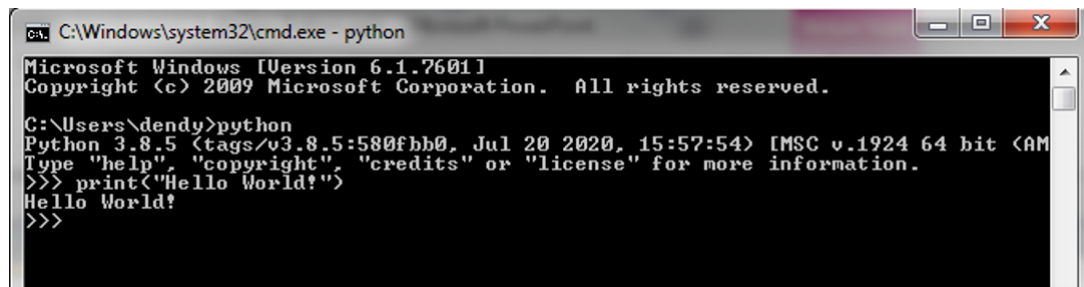 C:\Windows\system32\cmd.exe - python
Microsoft Windows [Version 6.1.7601]
Copyright (c) 2009 Microsoft Corporation.  All rights reserved.
C:\Users\dendy>python
Python 3.8.5 (tags/v3.8.5:580fbb0, Jul 20 2020, 15:57:54) [MSC v.1924 64 bit (AM
Type "help", "copyright", "credits" or "license" for more information.
>>> print("Hello World!")
Hello World!
>>>